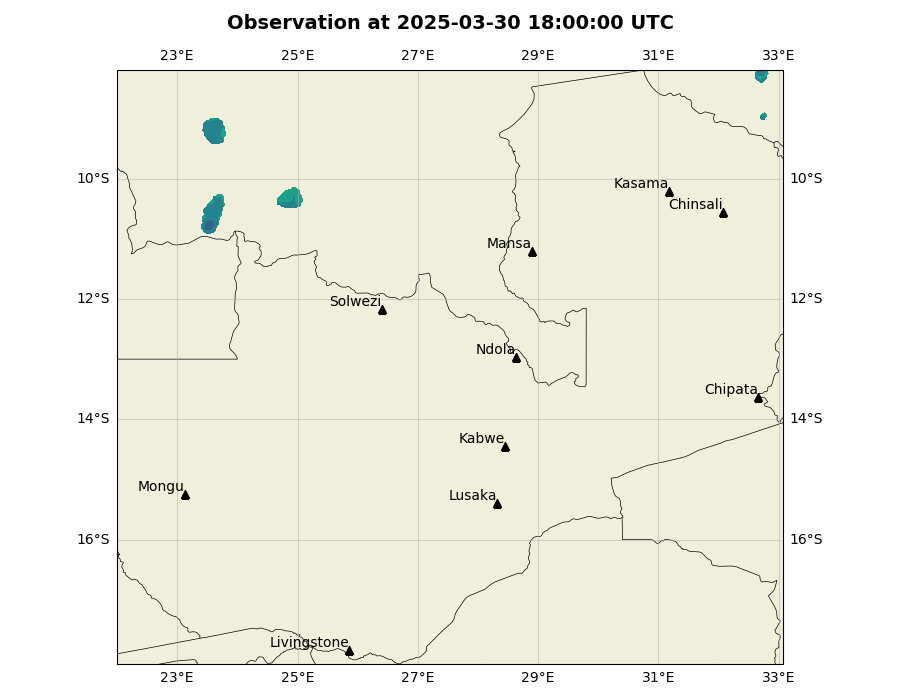 Observation at 2025-03-30 18:00:00 UTC
23°E 25°E 27°E 29°E 31°E 33°E
10°S Kasama 10°S
Chinsali
Mansa
12°S Solwezi 12°S
Ndola
Chipata
14°S 14°S
Kabwe
Mongu
Lusaka
16°S 16°S
Livingstone
23°E 25°E 27°E 29°E 31°E 33°E